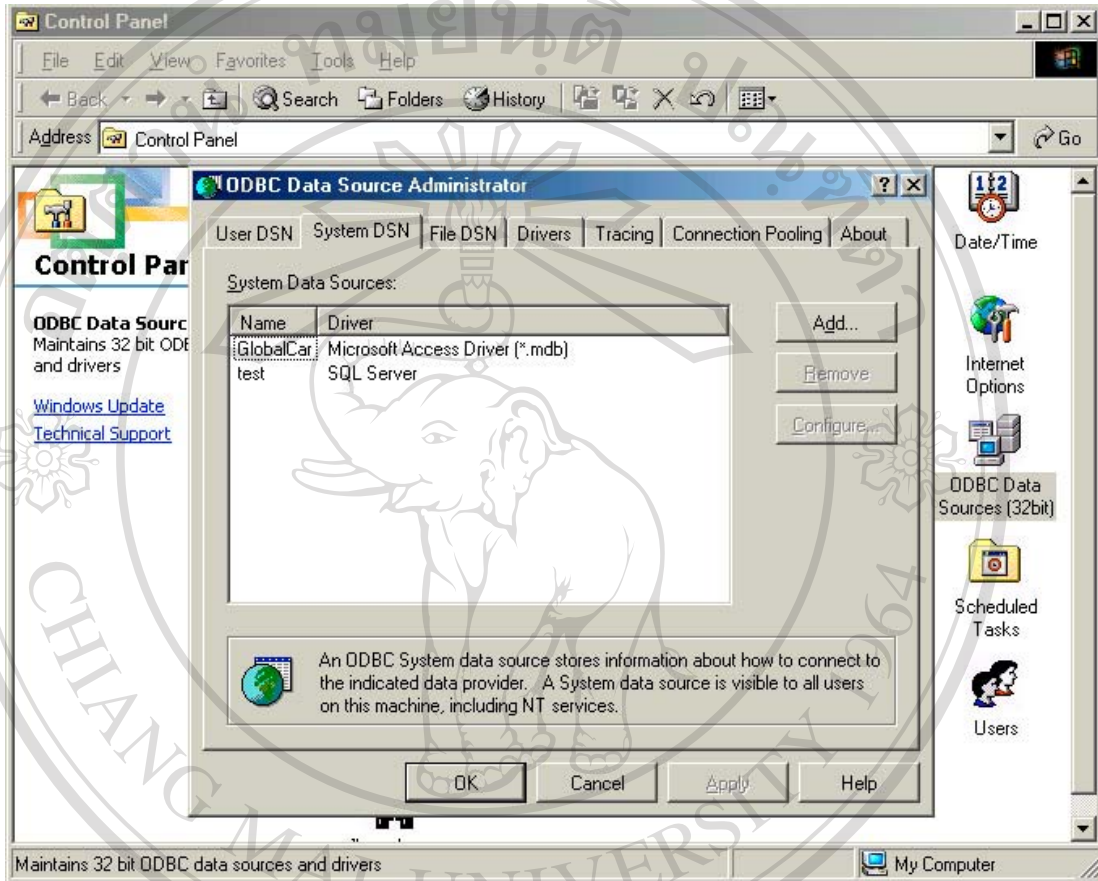 Control Panel
File Edit View Favorites Tools Help
Back Search Folders History
Address Control Panel Go
Control Par
ODBC Data Sourc
Maintains 32 bit ODB
and drivers
Windows Update
Technical Support
ODBC Data Source Administrator
User DSN System DSN File DSN Drivers Tracing Connection Pooling About
System Data Sources:
Name Driver
GlobalCar Microsoft Access Driver (*.mdb)
test SQL Server
Add...
Remove
Configure...
An ODBC System data source stores information about how to connect to
the indicated data provider. A System data source is visible to all users
on this machine, including NT services.
OK Cancel Apply Help
Date/Time
Internet
Options
ODBC Data
Sources (32bit)
Scheduled
Tasks
Users
Maintains 32 bit ODBC data sources and drivers
My Computer
CHIANG MAI UNIVERSITY 1964